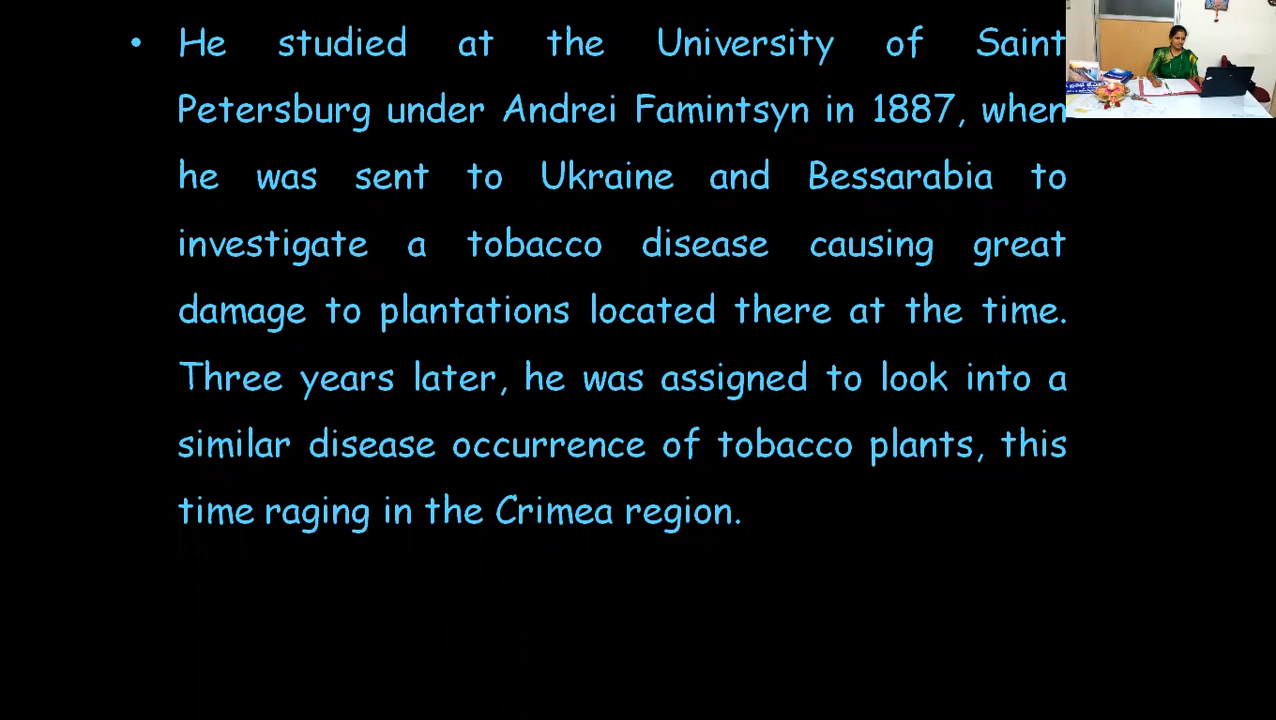 • He studied at the University of Saint
Petersburg under Andrei Famintsyn in 1887, when
he was sent to Ukraine and Bessarabia to
investigate a tobacco disease causing great
damage to plantations located there at the time.
Three years later, he was assigned to look into a
similar disease occurrence of tobacco plants, this
time raging in the Crimea region.